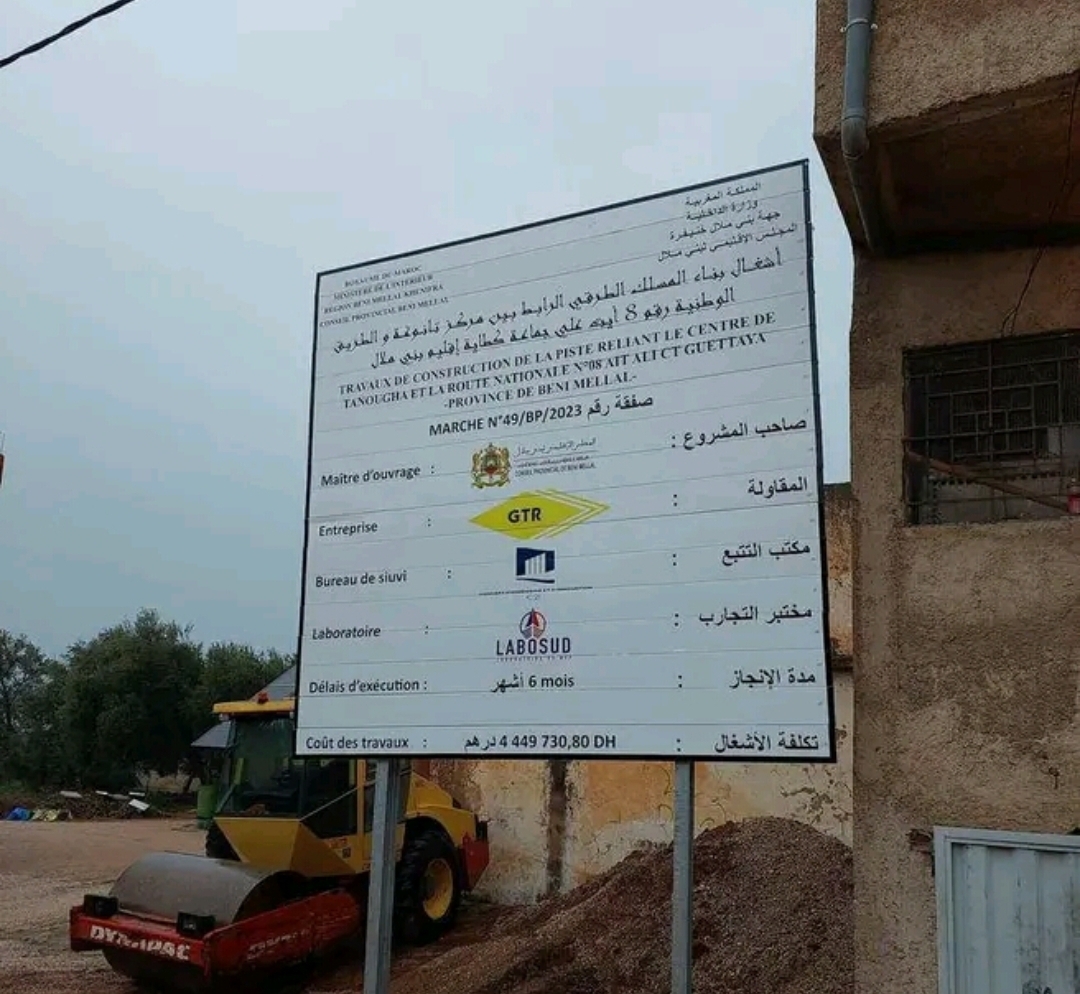 المملكة المغربية
وزارة الداخلية
جهة بني ملال خنيفرة
المجلس الإقليمي لبني ملال
ROYAUME DU MAROC
MINISTERE DE L'INTERIEUR
REGION BENI MELLAL KHENIFRA
CONSEIL PROVINCIAL BENI MELLAL
أشغال بناء المسلك الطرقي الرابط بين مركز تانوغة و الطريق
الوطنية رقم 8 أيت علي جماعة كطاية إقليم بني ملال
TRAVAUX DE CONSTRUCTION DE LA PISTE RELIANT LE CENTRE DE
TANOUGHA ET LA ROUTE NATIONALE N°08 AIT ALI CT GUETTAYA
-PROVINCE DE BENI MELLAL-
MARCHE N°49/BP/2023 صفقة رقم
Maître d'ouvrage : صاحب المشروع :
CONSEIL PROVINCIAL DE BENI MELLAL
Entreprise : GTR : المقاولة
Bureau de siuvi : : مكتب التتبع
Laboratoire : LABOSUD : مختبر التجارب
Délais d'exécution : 6 mois أشهر : مدة الإنجاز
Coût des travaux : 4 449 730,80 DH درهم : تكلفة الأشغال
DYNAPAC